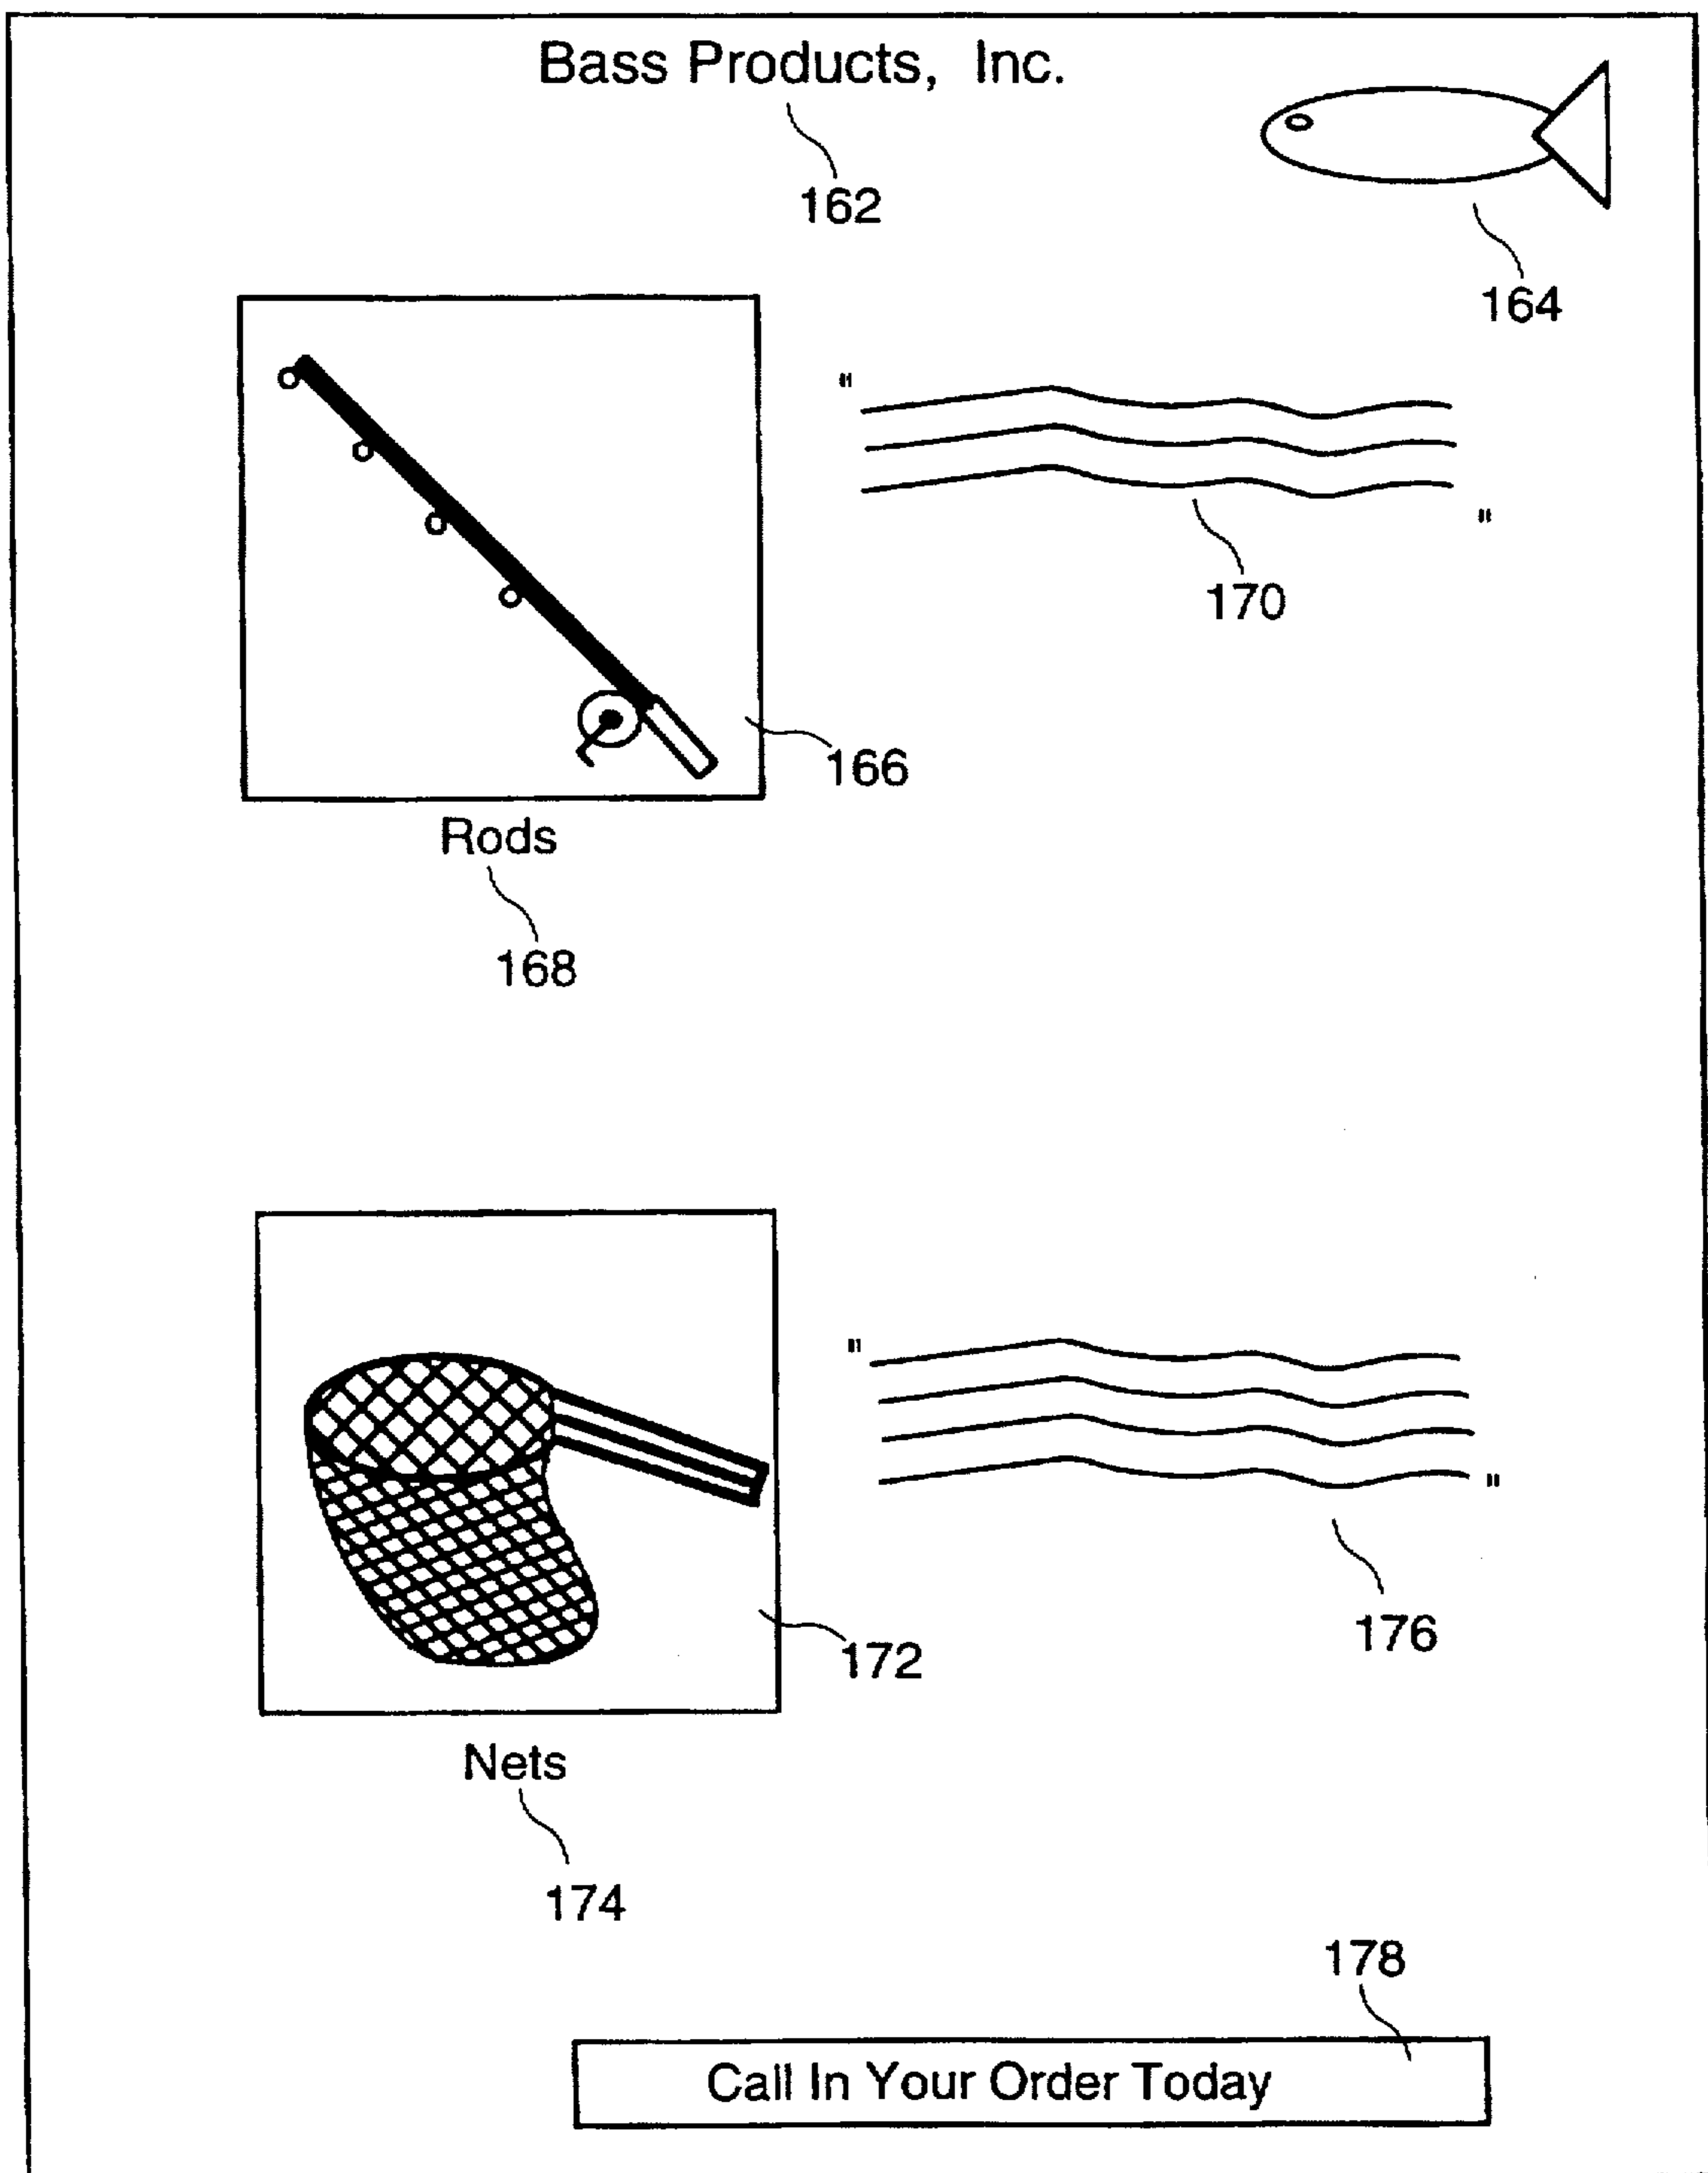 Bass Products, Inc.
162
164
170
166
Rods
168
176
172
Nets
174
178
Call In Your Order Today